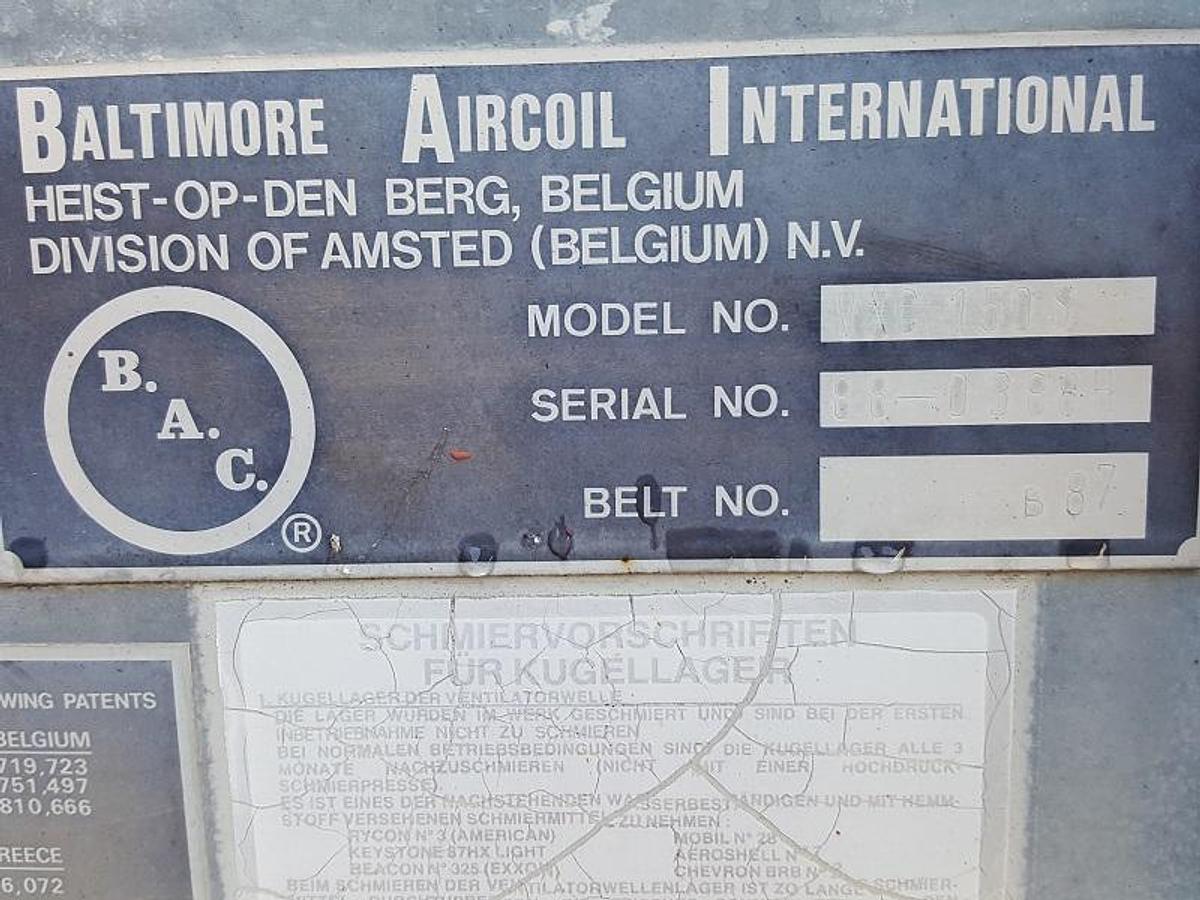 BALTIMORE AIRCOIL INTERNATIONAL
HEIST-OP-DEN BERG, BELGIUM
DIVISION OF AMSTED (BELGIUM) N.V.
MODEL NO.
SERIAL NO.
BELT NO. B 87
B.
A.
C.
®
WING PATENTS
BELGIUM
719,723
751,497
810,666
REECE
6,072
SCHMIERVORSCHRIFTEN
FÜR KUGELLAGER
1. KUGELLAGER DER VENTILATORWELLE
DIE LAGER WURDEN IM WERK GESCHMIERT UND SIND BEI DER ERSTEN
INBETRIEBNAHME NICHT ZU SCHMIEREN
BEI NORMALEN BETRIEBSBEDINGUNGEN SIND DIE KUGELLAGER ALLE 3
MONATE NACHZUSCHMIEREN (NICHT MIT EINER HOCHDRUCK-
SCHMIERPRESSE)
ES IST EINES DER NACHSTEHENDEN WASSERBESTÄNDIGEN UND MIT HEMM-
STOFF VERSEHENEN SCHMIERMITTEL ZU NEHMEN :
RYCON N° 3 (AMERICAN) MOBIL N° 28
KEYSTONE 87HX LIGHT AEROSHELL N°
BEACON N° 325 (EXXON) CHEVRON BRB N°
BEIM SCHMIEREN DER VENTILATORWELLENLAGER IST ZU LANGE SCHMIER-